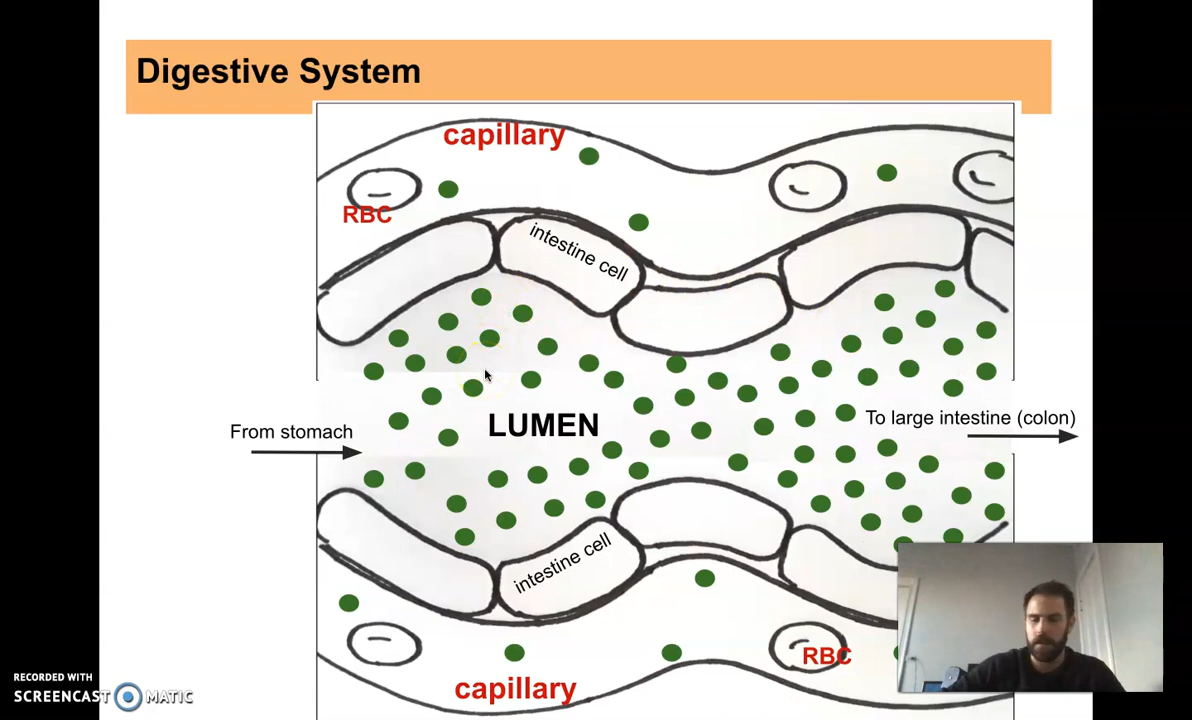 Digestive System
capillary
RBC
intestine cell
LUMEN
From stomach
To large intestine (colon)
intestine cell
RBC
capillary
RECORDED WITH
SCREENCAST MATIC